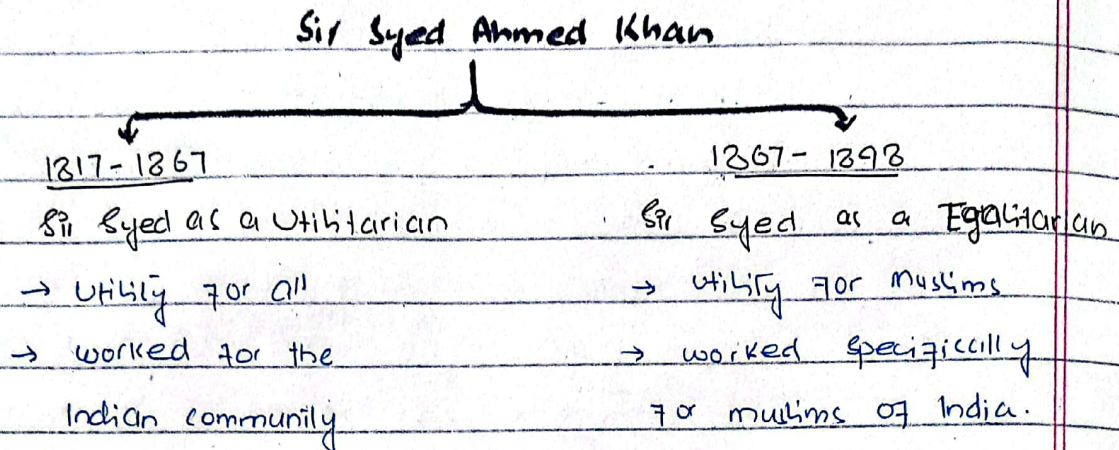 Sir Syed Ahmed Khan
1817-1867
Sir Syed as a Utilitarian
→ Utility for all
→ worked for the
Indian community
1867-1898
Sir Syed as a Egalitarian
→ utility for Muslims
→ worked specifically
for muslims of India.